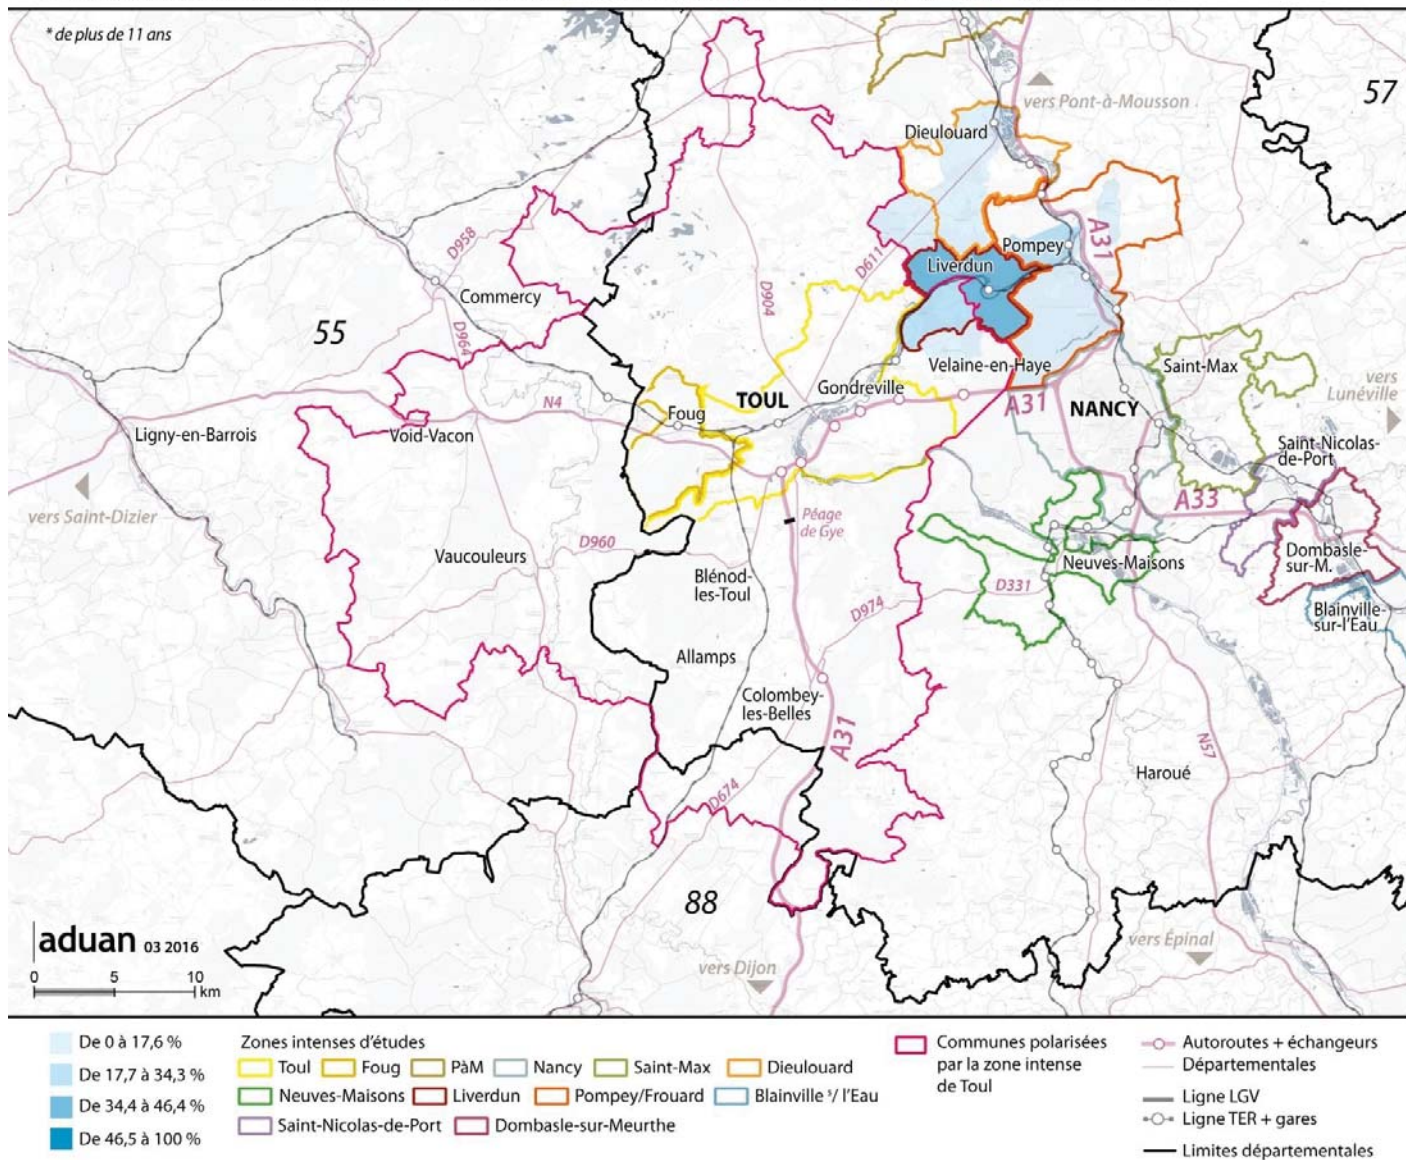 * de plus de 11 ans
57
vers Pont-à-Mousson
Dieulouard
A31
D958
D611
Pompey
Liverdun
Commercy
D904
55
D964
Velaine-en-Haye
Saint-Max
vers
Lunéville
Gondreville
TOUL
N4
Foug
A31
NANCY
Ligny-en-Barrois
Void-Vacon
Saint-Nicolas-
de-Port
A33
vers Saint-Dizier
Péage
de Gye
D960
Vaucouleurs
Neuves-Maisons
Dombasle-
sur-M.
Blénod-
les-Toul
D331
D974
Blainville-
sur-l'Eau
Allamps
Colombey-
les-Belles
A31
N57
Haroué
D674
88
aduan 03 2016
0 5 10
km
vers Dijon
vers Épinal
De 0 à 17,6 %
De 17,7 à 34,3 %
De 34,4 à 46,4 %
De 46,5 à 100 %
Zones intenses d'études
Toul Foug PàM Nancy Saint-Max Dieulouard
Neuves-Maisons Liverdun Pompey/Frouard Blainville s/ l'Eau
Saint-Nicolas-de-Port Dombasle-sur-Meurthe
Communes polarisées
par la zone intense
de Toul
Autoroutes + échangeurs
Départementales
Ligne LGV
Ligne TER + gares
Limites départementales